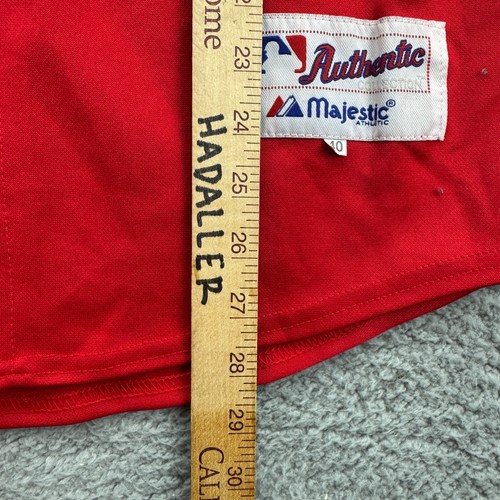 ome
23
24
25
26
27
28
29
30
HADALLER
CAL
Authentic
Majestic®
ATHLETIC
40